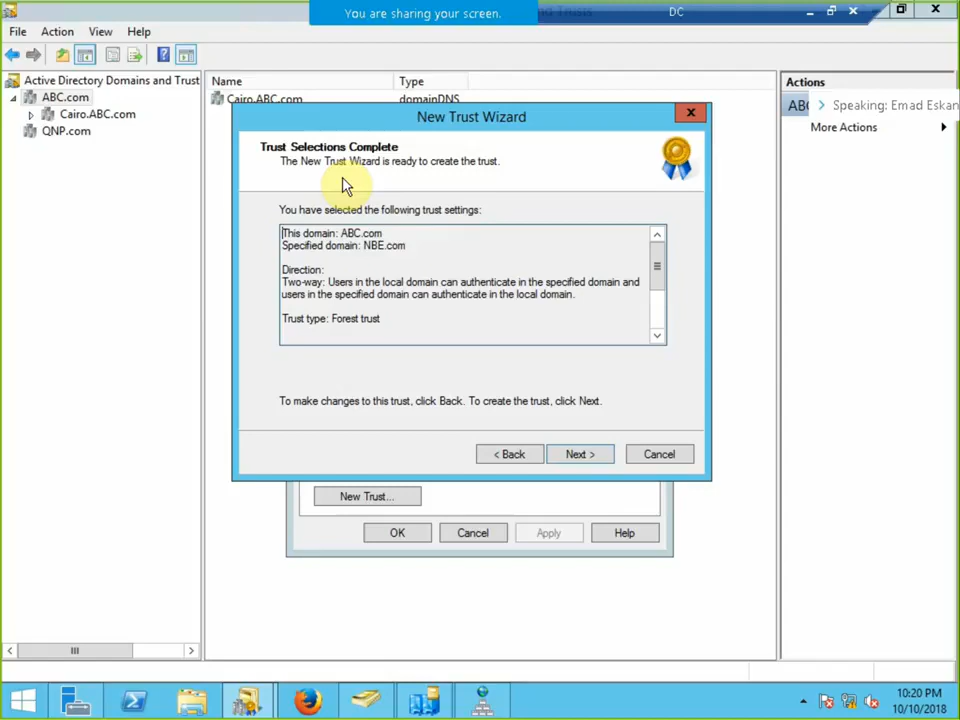 You are sharing your screen.
DC
File Action View Help
Active Directory Domains and Trust
ABC.com
Cairo.ABC.com
QNP.com
Name Type
Cairo.ABC.com domainDNS
Actions
ABC
Speaking: Emad Eskan
More Actions
New Trust Wizard
Trust Selections Complete
The New Trust Wizard is ready to create the trust.
You have selected the following trust settings:
This domain: ABC.com
Specified domain: NBE.com
Direction:
Two-way: Users in the local domain can authenticate in the specified domain and
users in the specified domain can authenticate in the local domain.
Trust type: Forest trust
To make changes to this trust, click Back. To create the trust, click Next.
< Back Next > Cancel
New Trust...
OK Cancel Apply Help
10:20 PM
10/10/2018